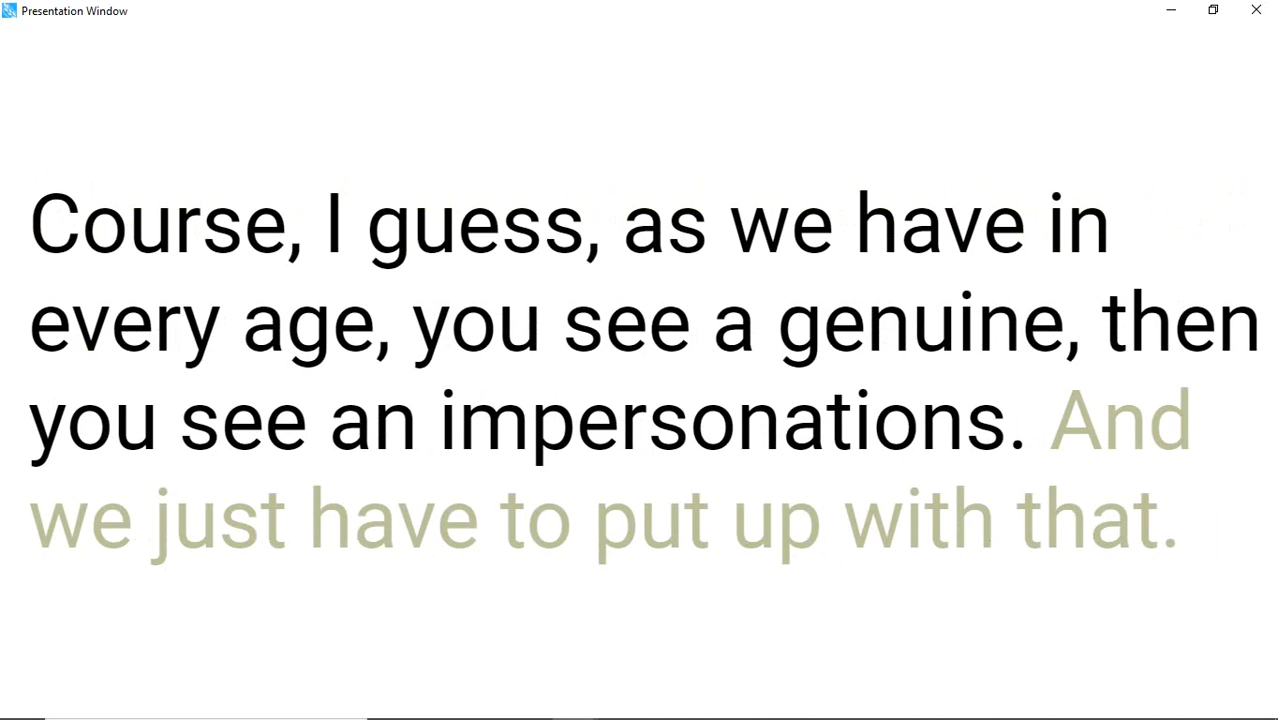 Presentation Window
Course, I guess, as we have in
every age, you see a genuine, then
you see an impersonations. And
we just have to put up with that.